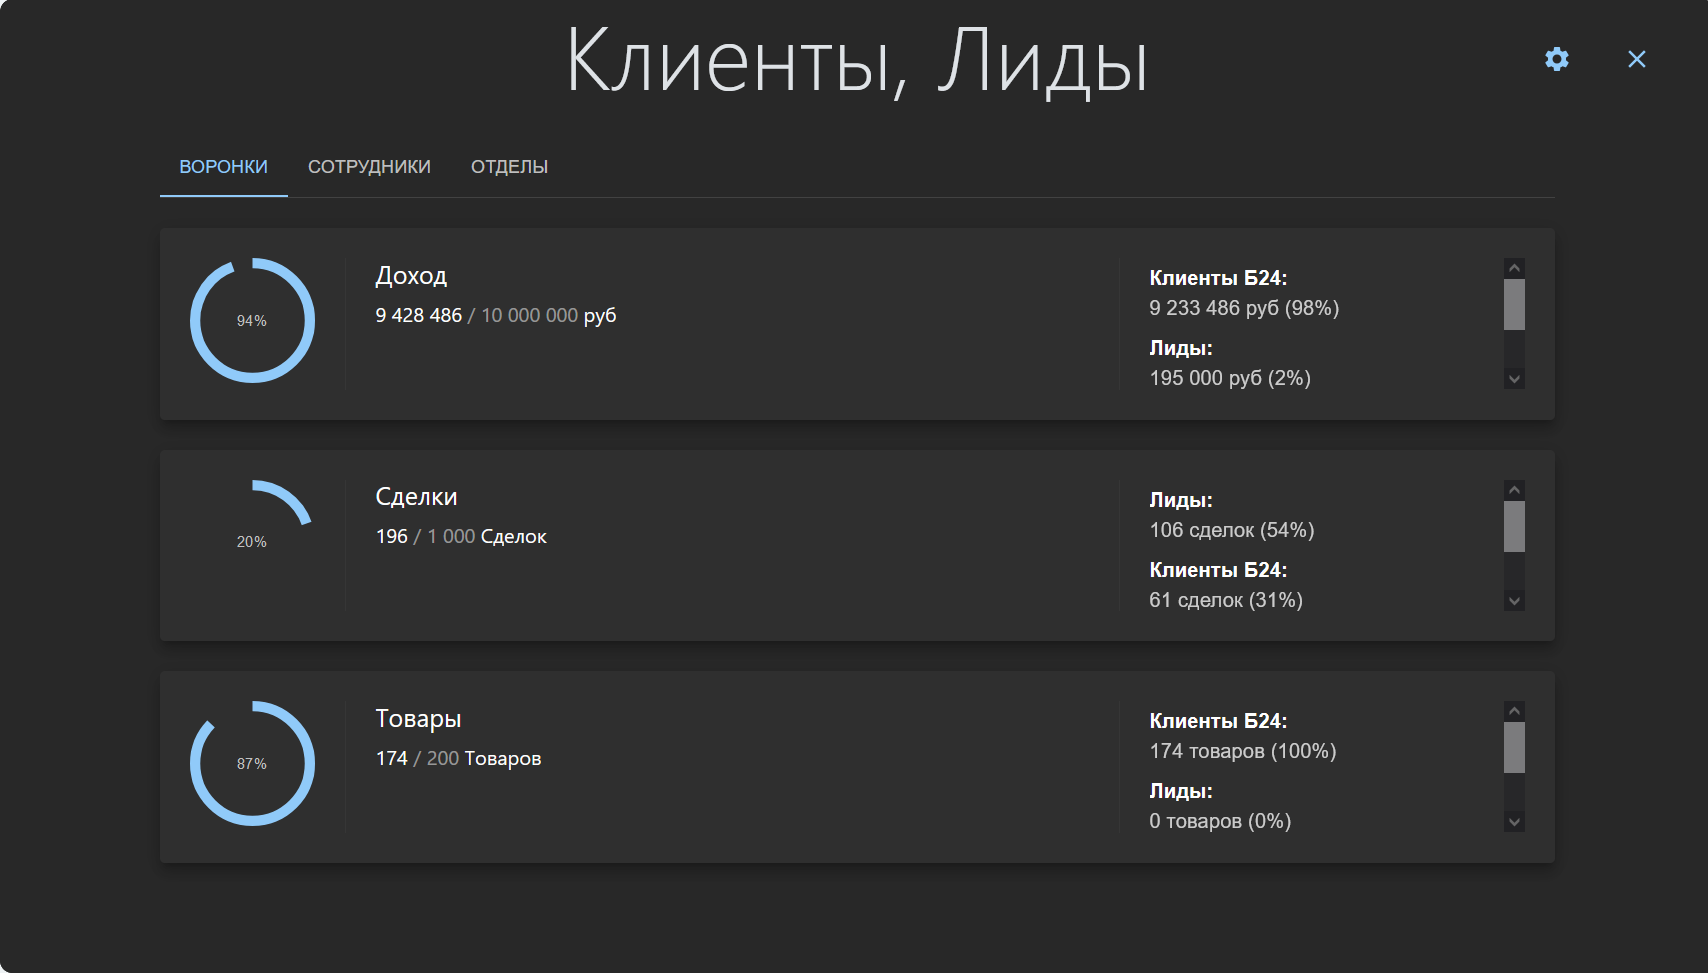 Клиенты, Лиды
ВОРОНКИ СОТРУДНИКИ ОТДЕЛЫ
94%
Доход
9 428 486 / 10 000 000 руб
Клиенты Б24:
9 233 486 руб (98%)
Лиды:
195 000 руб (2%)
20%
Сделки
196 / 1 000 Сделок
Лиды:
106 сделок (54%)
Клиенты Б24:
61 сделок (31%)
87%
Товары
174 / 200 Товаров
Клиенты Б24:
174 товаров (100%)
Лиды:
0 товаров (0%)